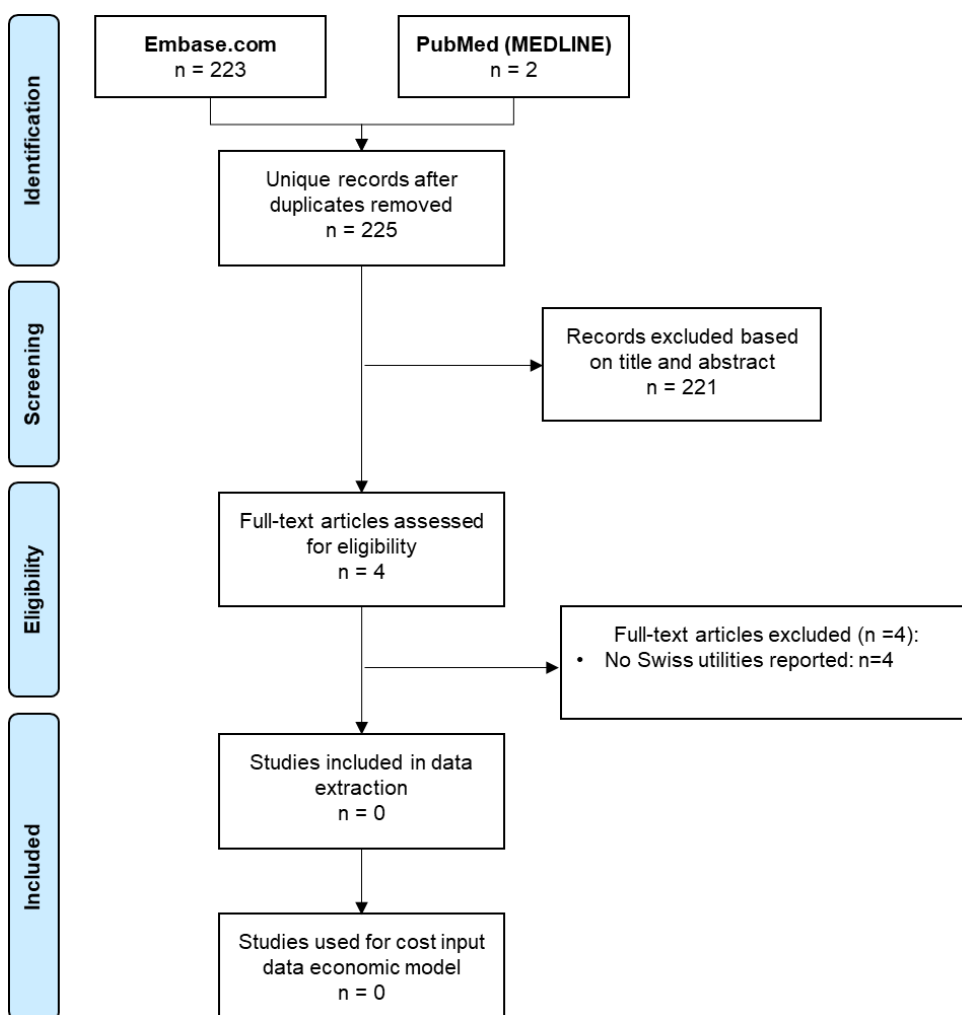 Identification
Embase.com
n = 223
PubMed (MEDLINE)
n = 2
Unique records after
duplicates removed
n = 225
Screening
Records excluded based
on title and abstract
n = 221
Eligibility
Full-text articles assessed
for eligibility
n = 4
Full-text articles excluded (n =4):
• No Swiss utilities reported: n=4
Included
Studies included in data
extraction
n = 0
Studies used for cost input
data economic model
n = 0